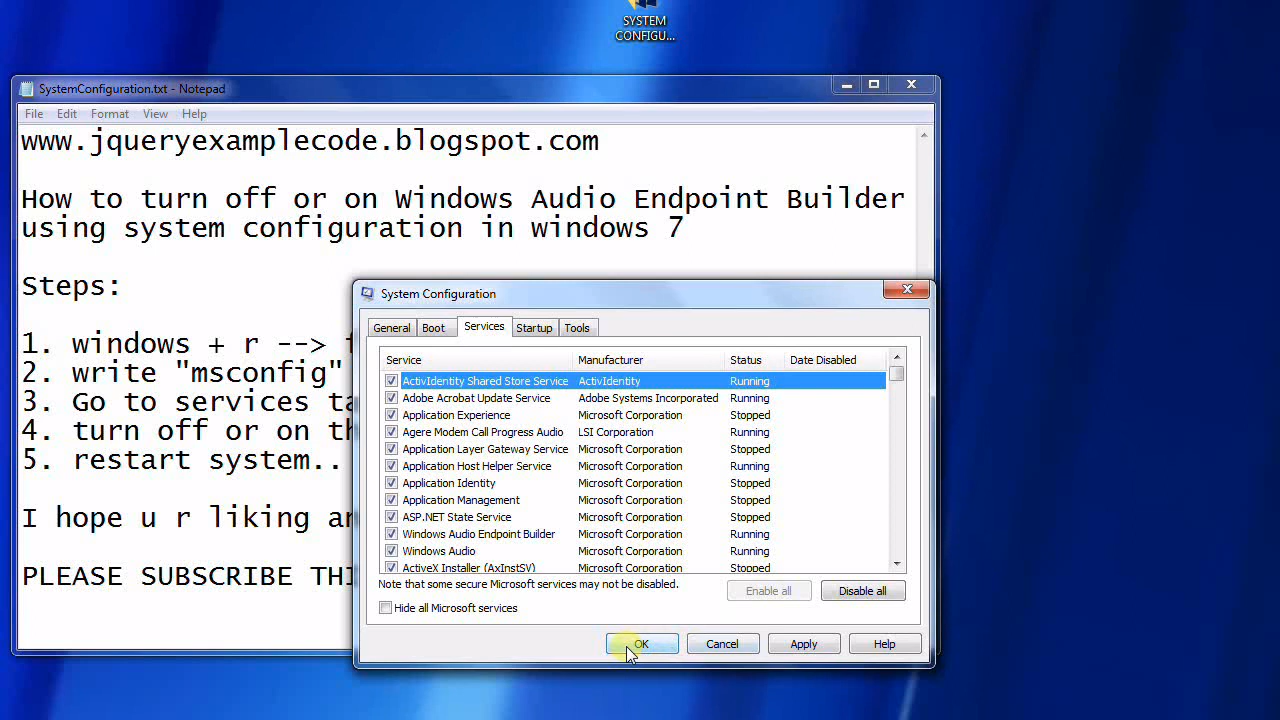 SYSTEM
CONFIGU...
SystemConfiguration.txt - Notepad
File Edit Format View Help
www.jqueryexamplecode.blogspot.com
How to turn off or on Windows Audio Endpoint Builder
using system configuration in windows 7
Steps:
1. windows + r -->
2. write "msconfig"
3. Go to services
4. turn off or on
5. restart system..
I hope u r liking
PLEASE SUBSCRIBE
System Configuration
General Boot Services Startup Tools
Service Manufacturer Status Date Disabled
ActivIdentity Shared Store Service ActivIdentity Running
Adobe Acrobat Update Service Adobe Systems Incorporated Running
Application Experience Microsoft Corporation Stopped
Agere Modem Call Progress Audio LSI Corporation Running
Application Layer Gateway Service Microsoft Corporation Stopped
Application Host Helper Service Microsoft Corporation Running
Application Identity Microsoft Corporation Stopped
Application Management Microsoft Corporation Stopped
ASP.NET State Service Microsoft Corporation Stopped
Windows Audio Endpoint Builder Microsoft Corporation Running
Windows Audio Microsoft Corporation Running
ActiveX Installer (AxInstSV) Microsoft Corporation Stopped
Note that some secure Microsoft services may not be disabled.
Enable all Disable all
Hide all Microsoft services
OK Cancel Apply Help